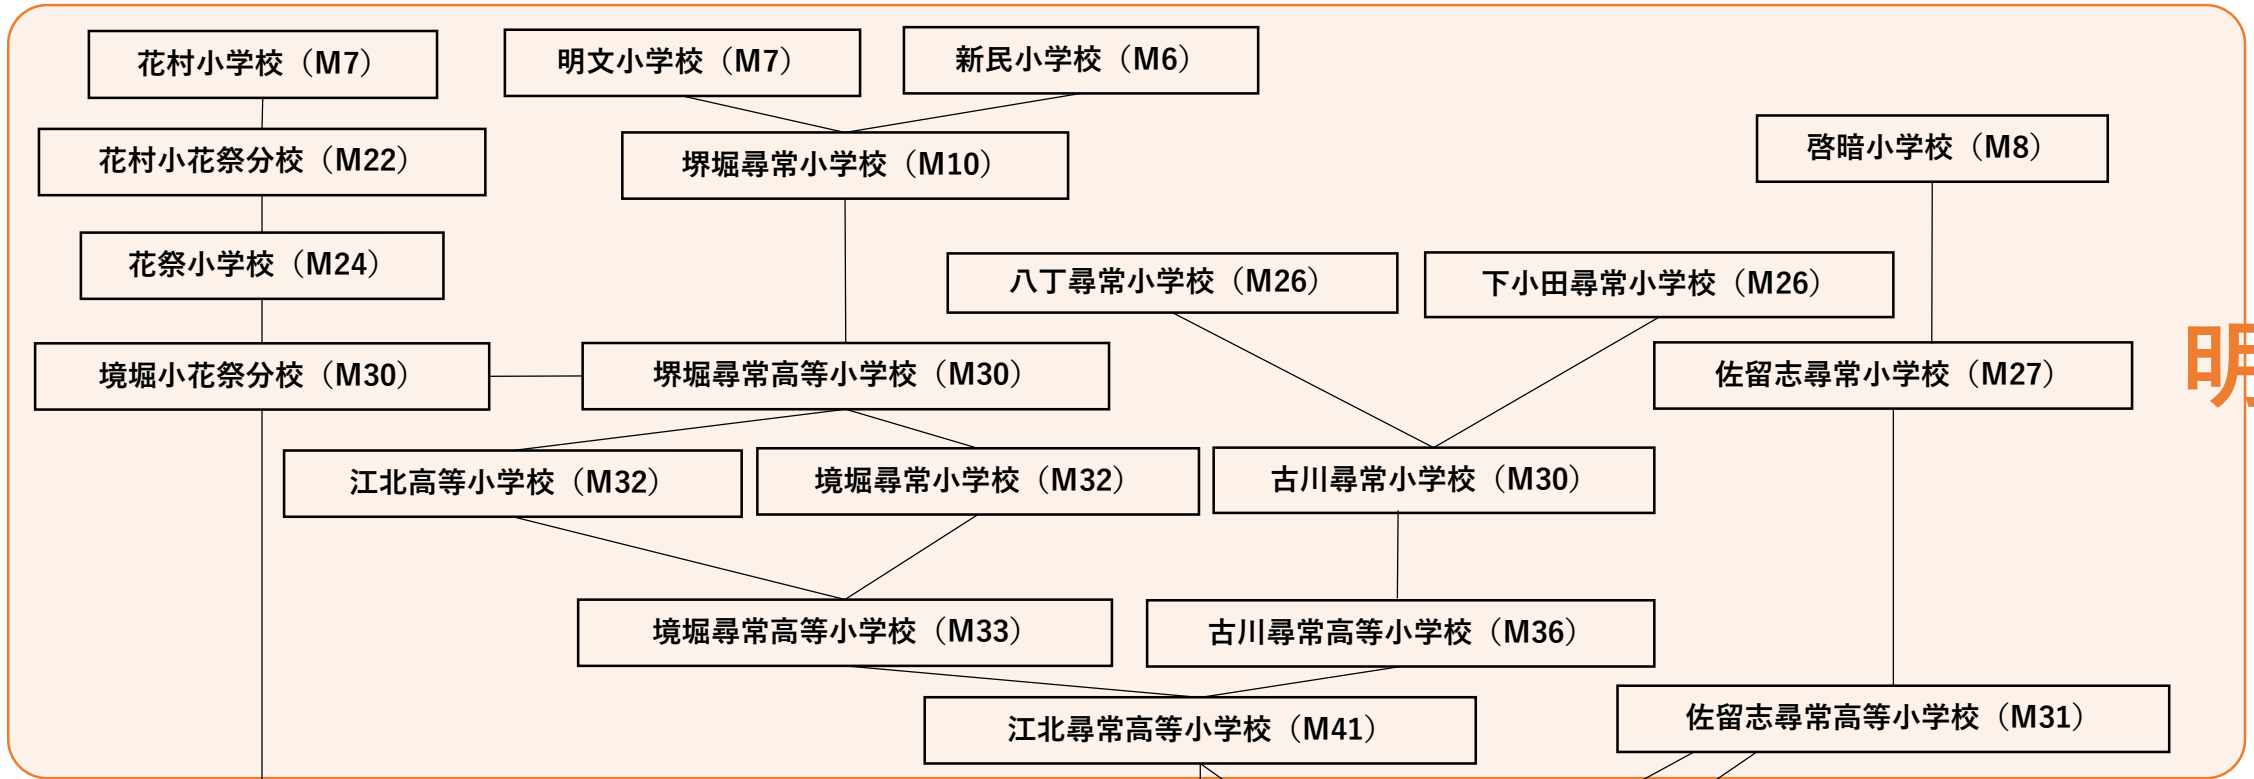 花村小学校（M7）
明文小学校（M7）
新民小学校（M6）
花村小花祭分校（M22）
堺堀尋常小学校（M10）
啓暗小学校（M8）
花祭小学校（M24）
八丁尋常小学校（M26）
下小田尋常小学校（M26）
境堀小花祭分校（M30）
堺堀尋常高等小学校（M30）
佐留志尋常小学校（M27）
明
江北高等小学校（M32）
境堀尋常小学校（M32）
古川尋常小学校（M30）
境堀尋常高等小学校（M33）
古川尋常高等小学校（M36）
江北尋常高等小学校（M41）
佐留志尋常高等小学校（M31）